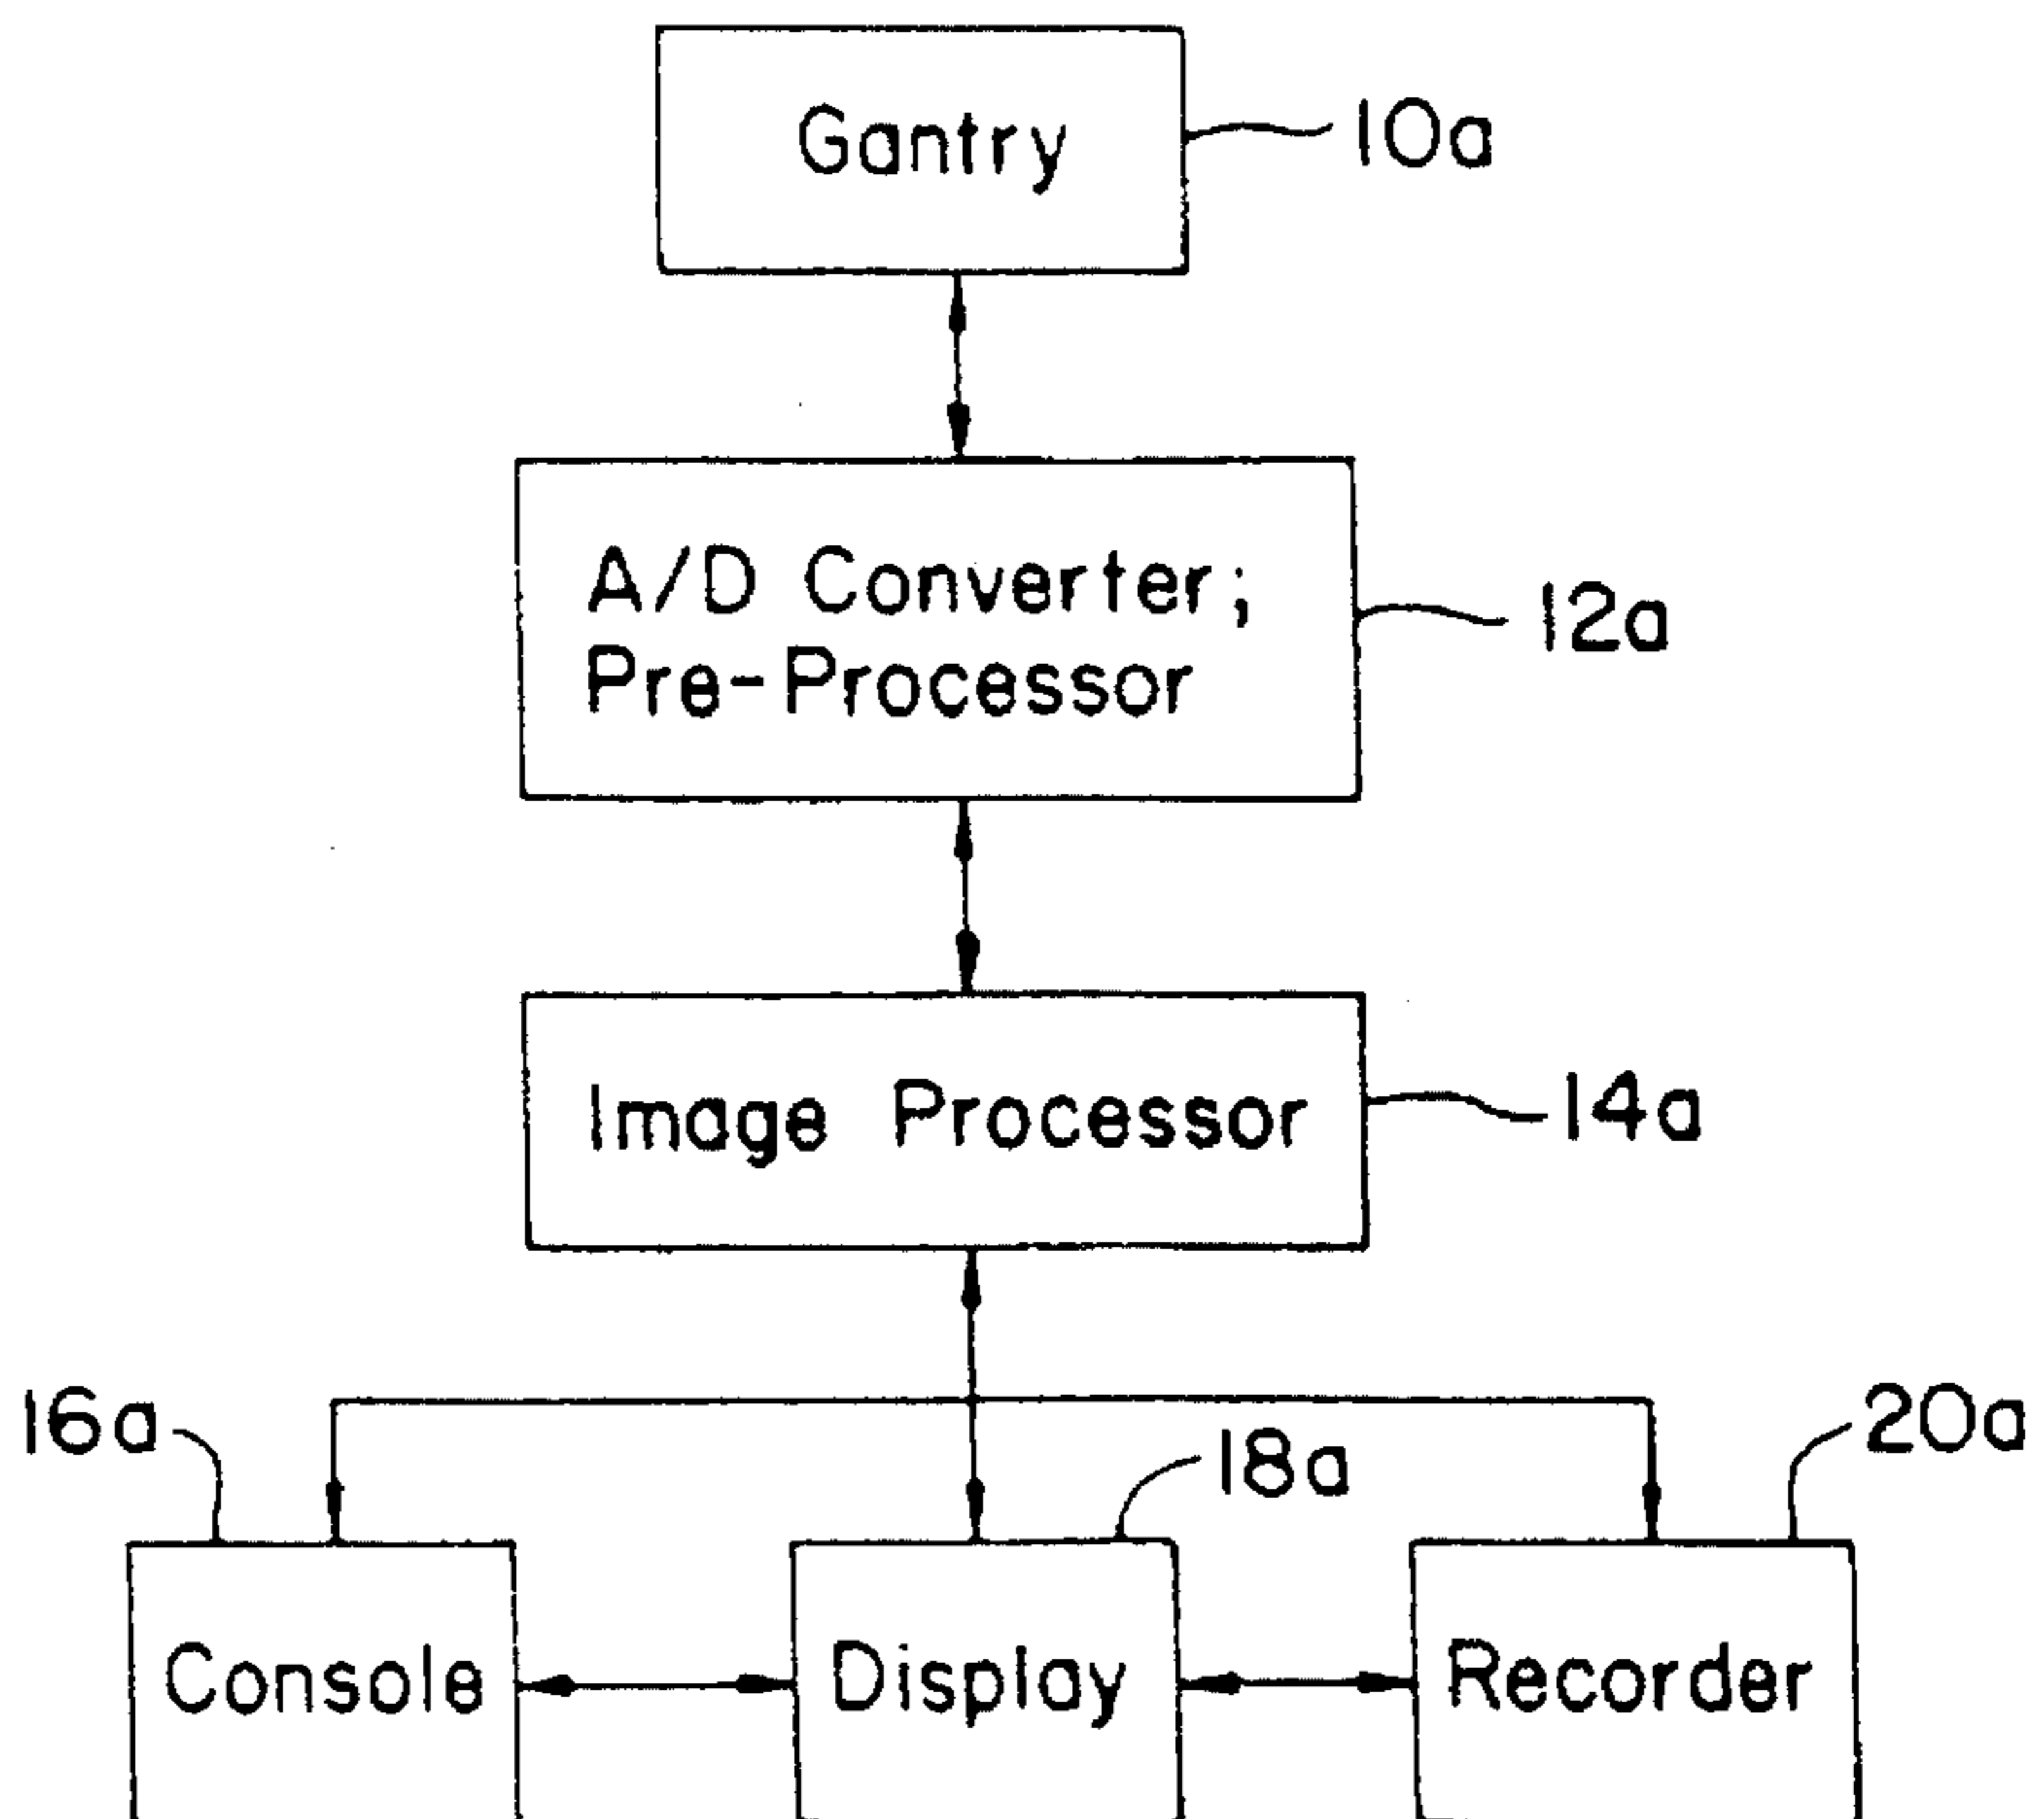 Gantry
10a
A/D Converter;
Pre-Processor
12a
Image Processor
14a
16a
18a
20a
Console
Display
Recorder